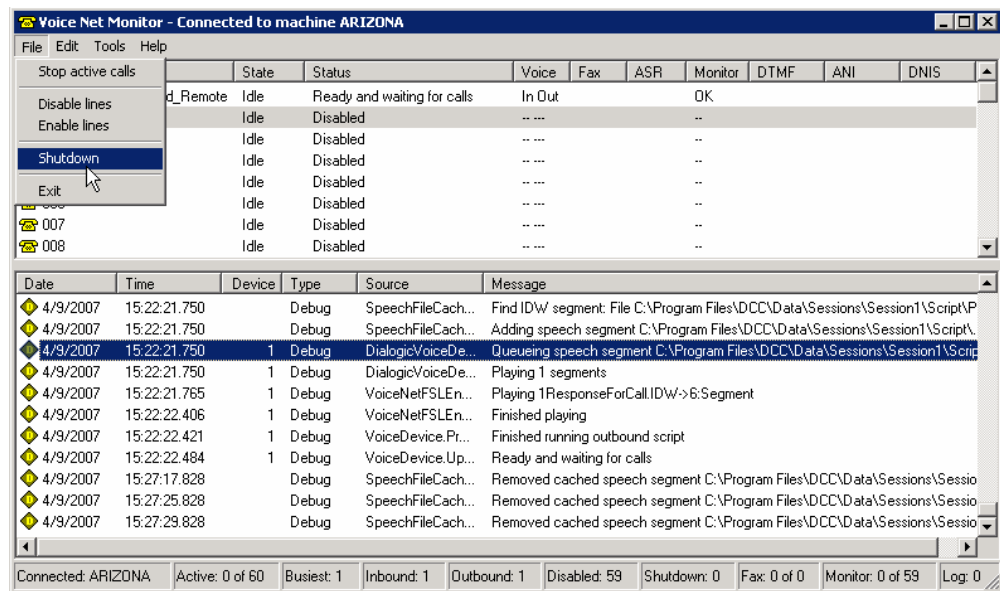 Voice Net Monitor - Connected to machine ARIZONA
File Edit Tools Help
State Status Voice Fax ASR Monitor DTMF ANI DNIS
Stop active calls
Disable lines
Enable lines
Shutdown
Exit
d_Remote Idle Ready and waiting for calls In Out OK
Idle Disabled -- --- --
Idle Disabled -- --- --
Idle Disabled -- --- --
Idle Disabled -- --- --
Idle Disabled -- --- --
007 Idle Disabled -- --- --
008 Idle Disabled -- --- --
Date Time Device Type Source Message
4/9/2007 15:22:21.750 Debug SpeechFileCach... Find IDW segment: File C:\Program Files\DCC\Data\Sessions\Session1\Script\P
4/9/2007 15:22:21.750 Debug SpeechFileCach... Adding speech segment C:\Program Files\DCC\Data\Sessions\Session1\Script\.
4/9/2007 15:22:21.750 1 Debug DialogicVoiceDe... Queueing speech segment C:\Program Files\DCC\Data\Sessions\Session1\Scrip
4/9/2007 15:22:21.750 1 Debug DialogicVoiceDe... Playing 1 segments
4/9/2007 15:22:21.765 1 Debug VoiceNetFSLEn... Playing 1ResponseForCall.IDW->6:Segment
4/9/2007 15:22:22.406 1 Debug VoiceNetFSLEn... Finished playing
4/9/2007 15:22:22.421 1 Debug VoiceDevice.Pr... Finished running outbound script
4/9/2007 15:22:22.484 1 Debug VoiceDevice.Up... Ready and waiting for calls
4/9/2007 15:27:17.828 Debug SpeechFileCach... Removed cached speech segment C:\Program Files\DCC\Data\Sessions\Sessio
4/9/2007 15:27:25.828 Debug SpeechFileCach... Removed cached speech segment C:\Program Files\DCC\Data\Sessions\Sessio
4/9/2007 15:27:29.828 Debug SpeechFileCach... Removed cached speech segment C:\Program Files\DCC\Data\Sessions\Sessio
Connected: ARIZONA Active: 0 of 60 Busiest: 1 Inbound: 1 Outbound: 1 Disabled: 59 Shutdown: 0 Fax: 0 of 0 Monitor: 0 of 59 Log: 0